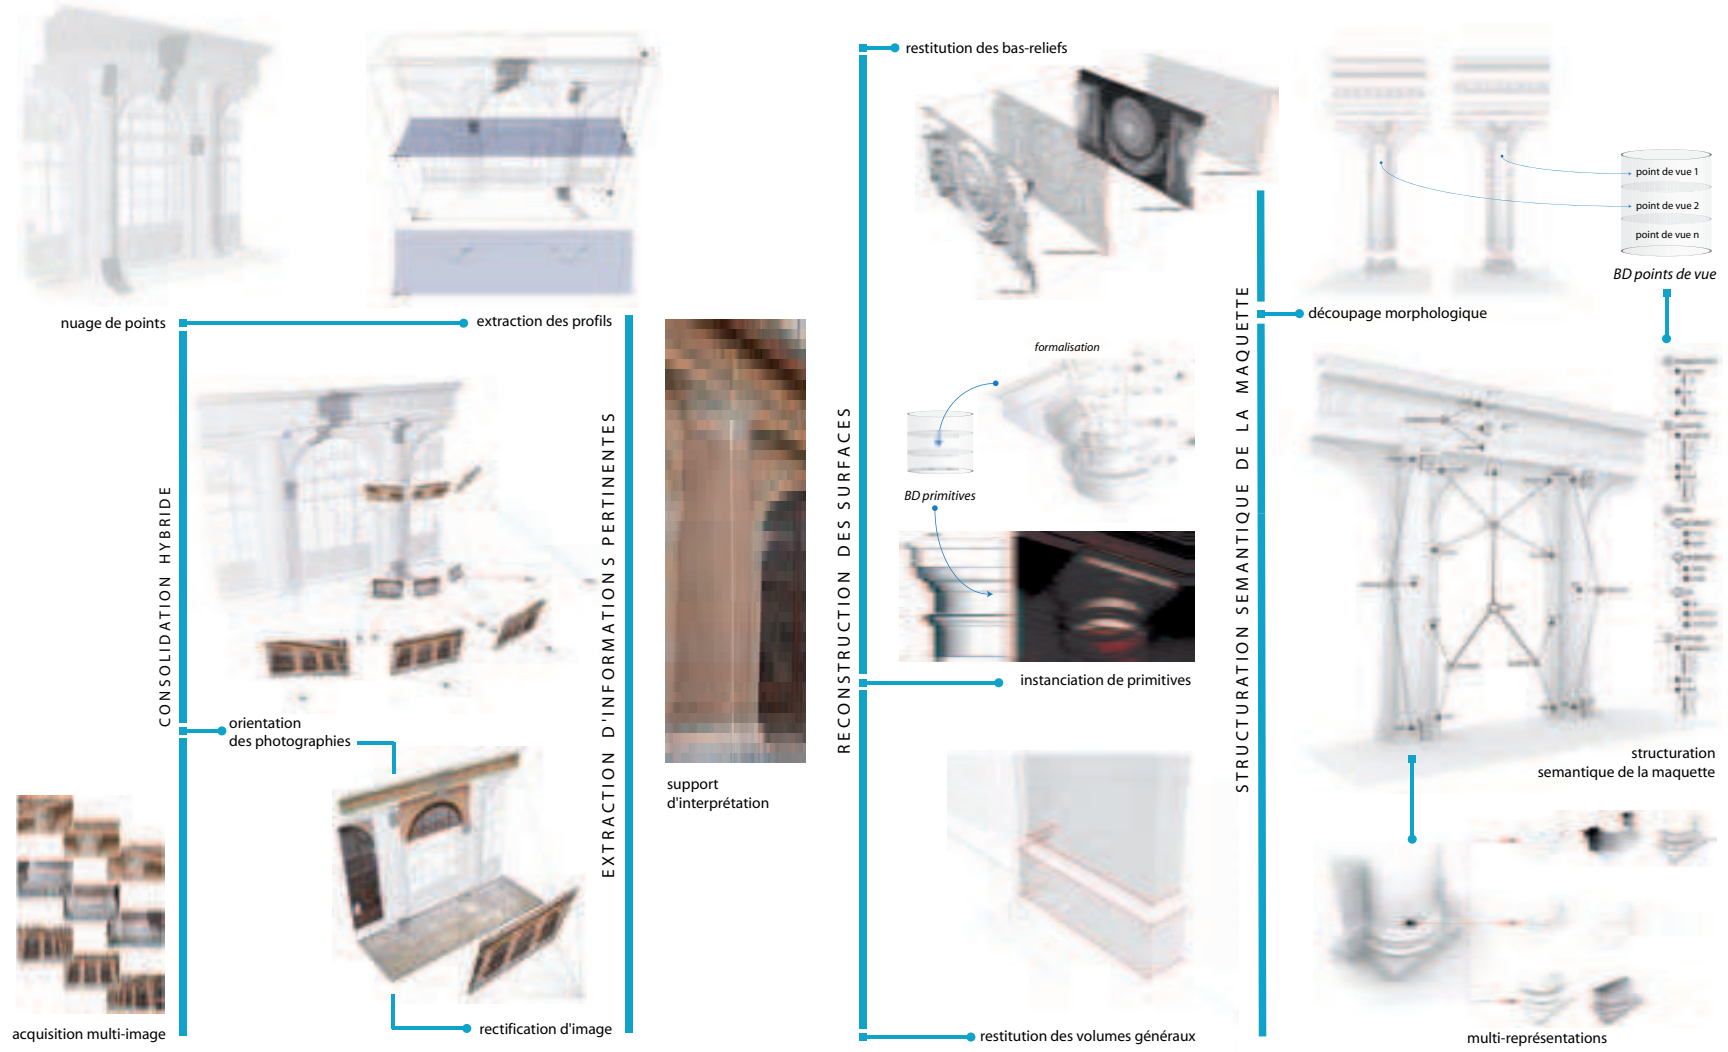 nuage de points
extraction des profils
CONSOLIDATION HYBRIDE
orientation
des photographies
acquisition multi-image
rectification d'image
EXTRACTION D'INFORMATIONS PERTINENTES
support
d'interprétation
RECONSTRUCTION DES SURFACES
restitution des bas-reliefs
formalisation
BD primitives
instanciation de primitives
restitution des volumes généraux
STRUCTURATION SEMANTIQUE DE LA MAQUETTE
point de vue 1
point de vue 2
point de vue n
BD points de vue
découpage morphologique
structuration
semantique de la maquette
multi-représentations